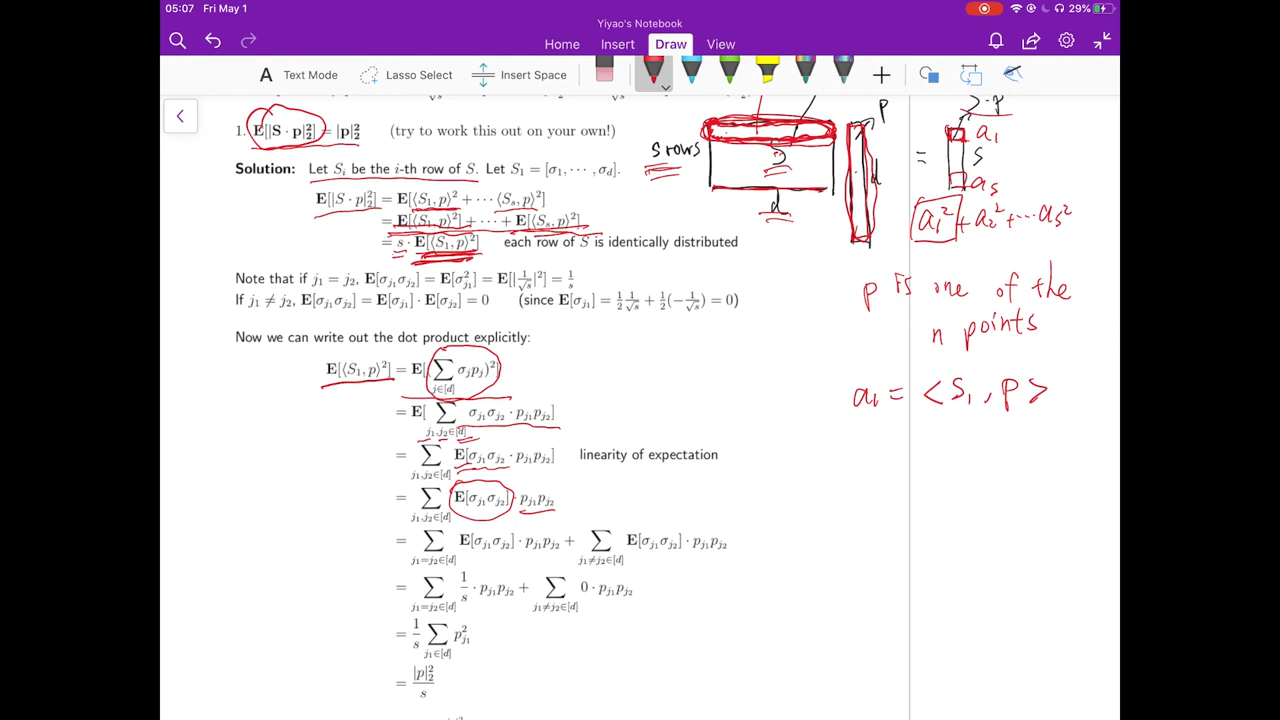 05:07 Fri May 1
29%
Yiyao's Notebook
Home Insert Draw View
A Text Mode Lasso Select Insert Space
1. E[|S · p|₂²] = |p|₂² (try to work this out on your own!)
Solution: Let Sᵢ be the i-th row of S. Let S₁ = [σ₁, ⋯ , σ_d].
E[|S · p|₂²] = E[⟨S₁, p⟩² + ⋯ ⟨Sₛ, p⟩²]
= E[⟨S₁, p⟩²] + ⋯ + E[⟨Sₛ, p⟩²]
= s · E[⟨S₁, p⟩²] each row of S is identically distributed
Note that if j₁ = j₂, E[σ_{j₁}σ_{j₂}] = E[σ²_{j₁}] = E[|1/√s|²] = 1/s
If j₁ ≠ j₂, E[σ_{j₁}σ_{j₂}] = E[σ_{j₁}] · E[σ_{j₂}] = 0 (since E[σ_{j₁}] = 1/2 1/√s + 1/2(−1/√s) = 0)
Now we can write out the dot product explicitly:
E[⟨S₁, p⟩²] = E[(∑_{j∈[d]} σ_j p_j)²]
= E[ ∑_{j₁,j₂∈[d]} σ_{j₁}σ_{j₂} · p_{j₁}p_{j₂}]
= ∑_{j₁,j₂∈[d]} E[σ_{j₁}σ_{j₂} · p_{j₁}p_{j₂}] linearity of expectation
= ∑_{j₁,j₂∈[d]} E[σ_{j₁}σ_{j₂}] · p_{j₁}p_{j₂}
= ∑_{j₁=j₂∈[d]} E[σ_{j₁}σ_{j₂}] · p_{j₁}p_{j₂} + ∑_{j₁≠j₂∈[d]} E[σ_{j₁}σ_{j₂}] · p_{j₁}p_{j₂}
= ∑_{j₁=j₂∈[d]} 1/s · p_{j₁}p_{j₂} + ∑_{j₁≠j₂∈[d]} 0 · p_{j₁}p_{j₂}
= 1/s ∑_{j₁∈[d]} p²_{j₁}
= |p|₂²/s
s rows
S
d
p
d
=
S·p
a₁
s
aₛ
a₁² + a₂² + ⋯ aₛ²
p is one of the
n points
a₁ = <S₁, p>